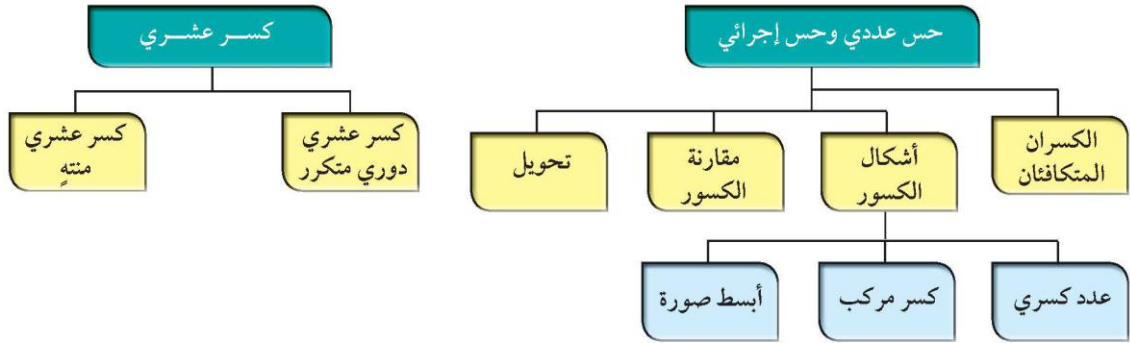 حس عددي وحس إجرائي
الكسران
المتكافئان
أشكال
الكسور
مقارنة
الكسور
تحويل
عدد كسري
كسر مركب
أبسط صورة
كســر عشــري
كسر عشري
دوري متكرر
كسر عشري
منتهٍ